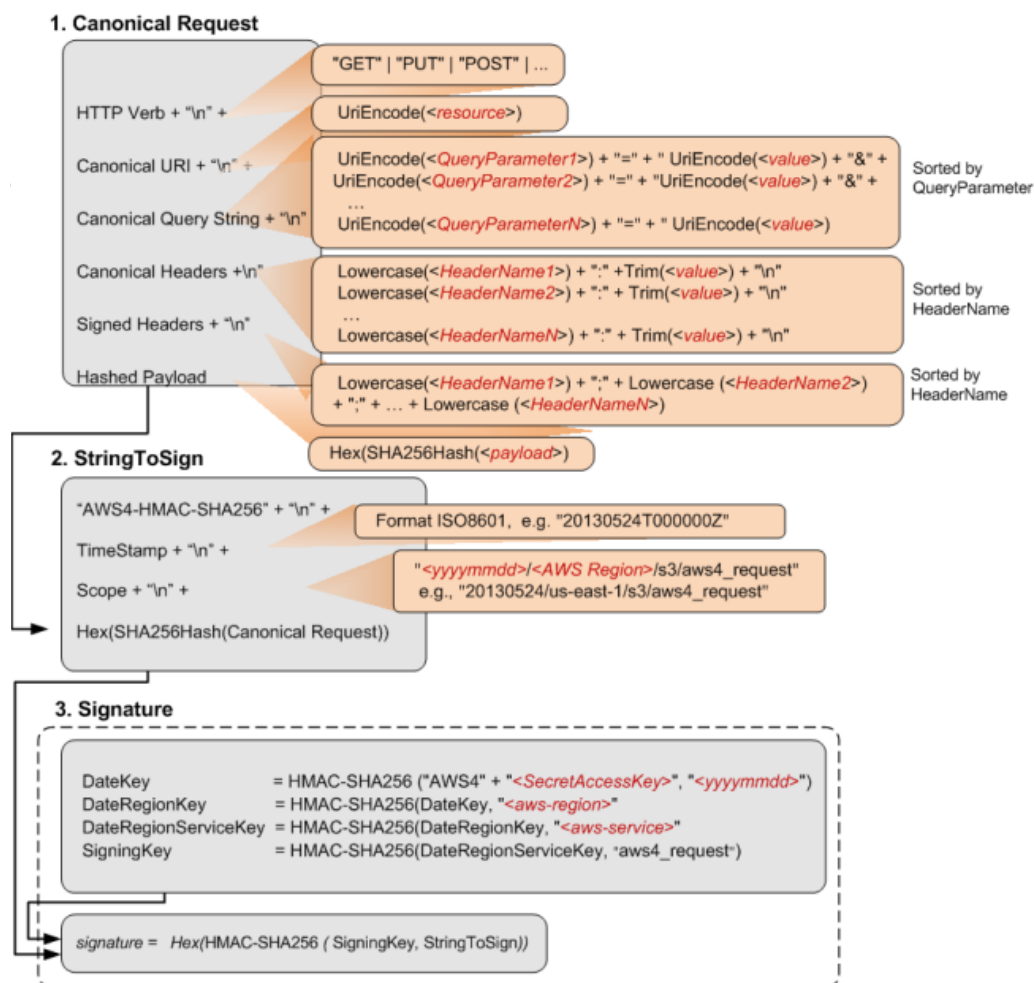 1. Canonical Request
"GET" | "PUT" | "POST" | ...
HTTP Verb + “\n” +
UriEncode(<resource>)
Canonical URI + “\n” +
UriEncode(<QueryParameter1>) + "=" + " UriEncode(<value>) + "&" +
UriEncode(<QueryParameter2>) + "=" + "UriEncode(<value>) + "&" +
...
UriEncode(<QueryParameterN>) + "=" + " UriEncode(<value>)
Sorted by
QueryParameter
Canonical Query String + “\n”
Canonical Headers +\n”
Lowercase(<HeaderName1>) + ":" +Trim(<value>) + "\n"
Lowercase(<HeaderName2>) + ":" + Trim(<value>) + "\n"
...
Lowercase(<HeaderNameN>) + ":" + Trim(<value>) + "\n"
Sorted by
HeaderName
Signed Headers + “\n”
Hashed Payload
Lowercase(<HeaderName1>) + ";" + Lowercase (<HeaderName2>)
+ ";" + ... + Lowercase (<HeaderNameN>)
Sorted by
HeaderName
Hex(SHA256Hash(<payload>)
2. StringToSign
“AWS4-HMAC-SHA256” + “\n” +
Format ISO8601, e.g. "20130524T000000Z"
TimeStamp + “\n” +
"<yyyymmdd>/<AWS Region>/s3/aws4_request"
e.g., "20130524/us-east-1/s3/aws4_request"
Scope + “\n” +
Hex(SHA256Hash(Canonical Request))
3. Signature
DateKey = HMAC-SHA256 ("AWS4" + "<SecretAccessKey>", "<yyyymmdd>")
DateRegionKey = HMAC-SHA256(DateKey, "<aws-region>"
DateRegionServiceKey = HMAC-SHA256(DateRegionKey, "<aws-service>"
SigningKey = HMAC-SHA256(DateRegionServiceKey, "aws4_request")
signature = Hex(HMAC-SHA256 ( SigningKey, StringToSign))